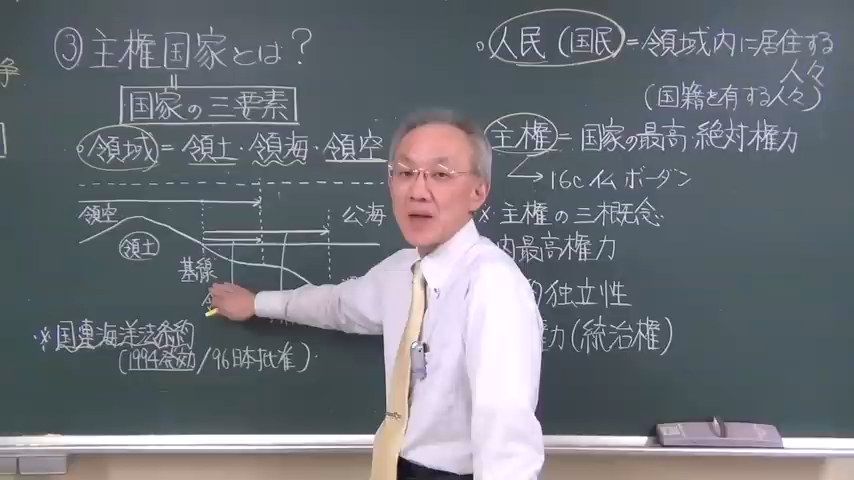 ③主権国家とは?
国家の三要素
。領域=領土・領海・領空
領空
領土
公海
基線
※国連海洋法条約
(1994発効/96日本批准)
。人民(国民)=領域内に居住する
人々
(国籍を有する人々)
主権=国家の最高、絶対権力
→16c仏ボーダン
※主権の三概念
内最高権力
独立性
力(統治権)